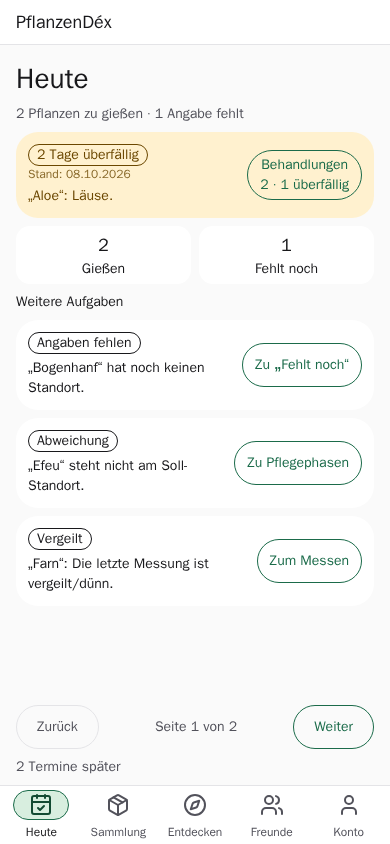 PflanzenDéx
Heute
2 Pflanzen zu gießen · 1 Angabe fehlt
2 Tage überfällig
Stand: 08.10.2026
„Aloe“: Läuse.
Behandlungen
2 · 1 überfällig
2
Gießen
1
Fehlt noch
Weitere Aufgaben
Angaben fehlen
„Bogenhanf“ hat noch keinen
Standort.
Zu „Fehlt noch“
Abweichung
„Efeu“ steht nicht am Soll-
Standort.
Zu Pflegephasen
Vergeilt
„Farn“: Die letzte Messung ist
vergeilt/dünn.
Zum Messen
Zurück
Seite 1 von 2
Weiter
2 Termine später
Heute
Sammlung
Entdecken
Freunde
Konto